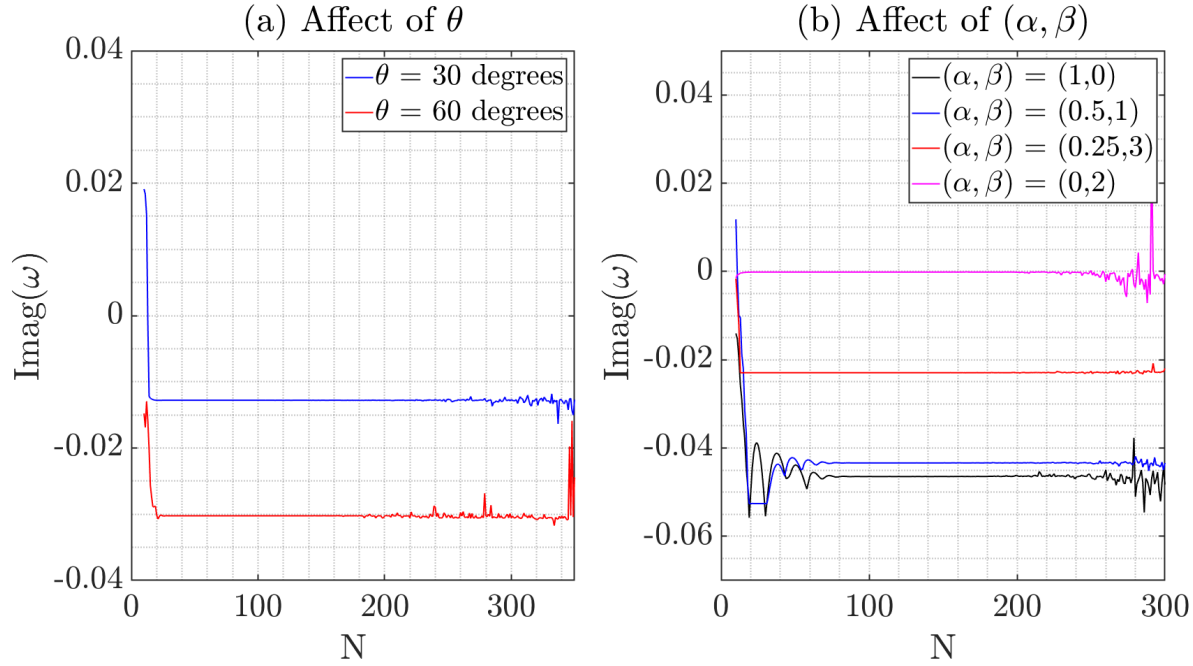 (a) Affect of θ
0.04
0.02
0
-0.02
-0.04
Imag(ω)
0
100
200
300
N
θ = 30 degrees
θ = 60 degrees
(b) Affect of (α, β)
0.04
0.02
0
-0.02
-0.04
-0.06
Imag(ω)
0
100
200
300
N
(α, β) = (1,0)
(α, β) = (0.5,1)
(α, β) = (0.25,3)
(α, β) = (0,2)